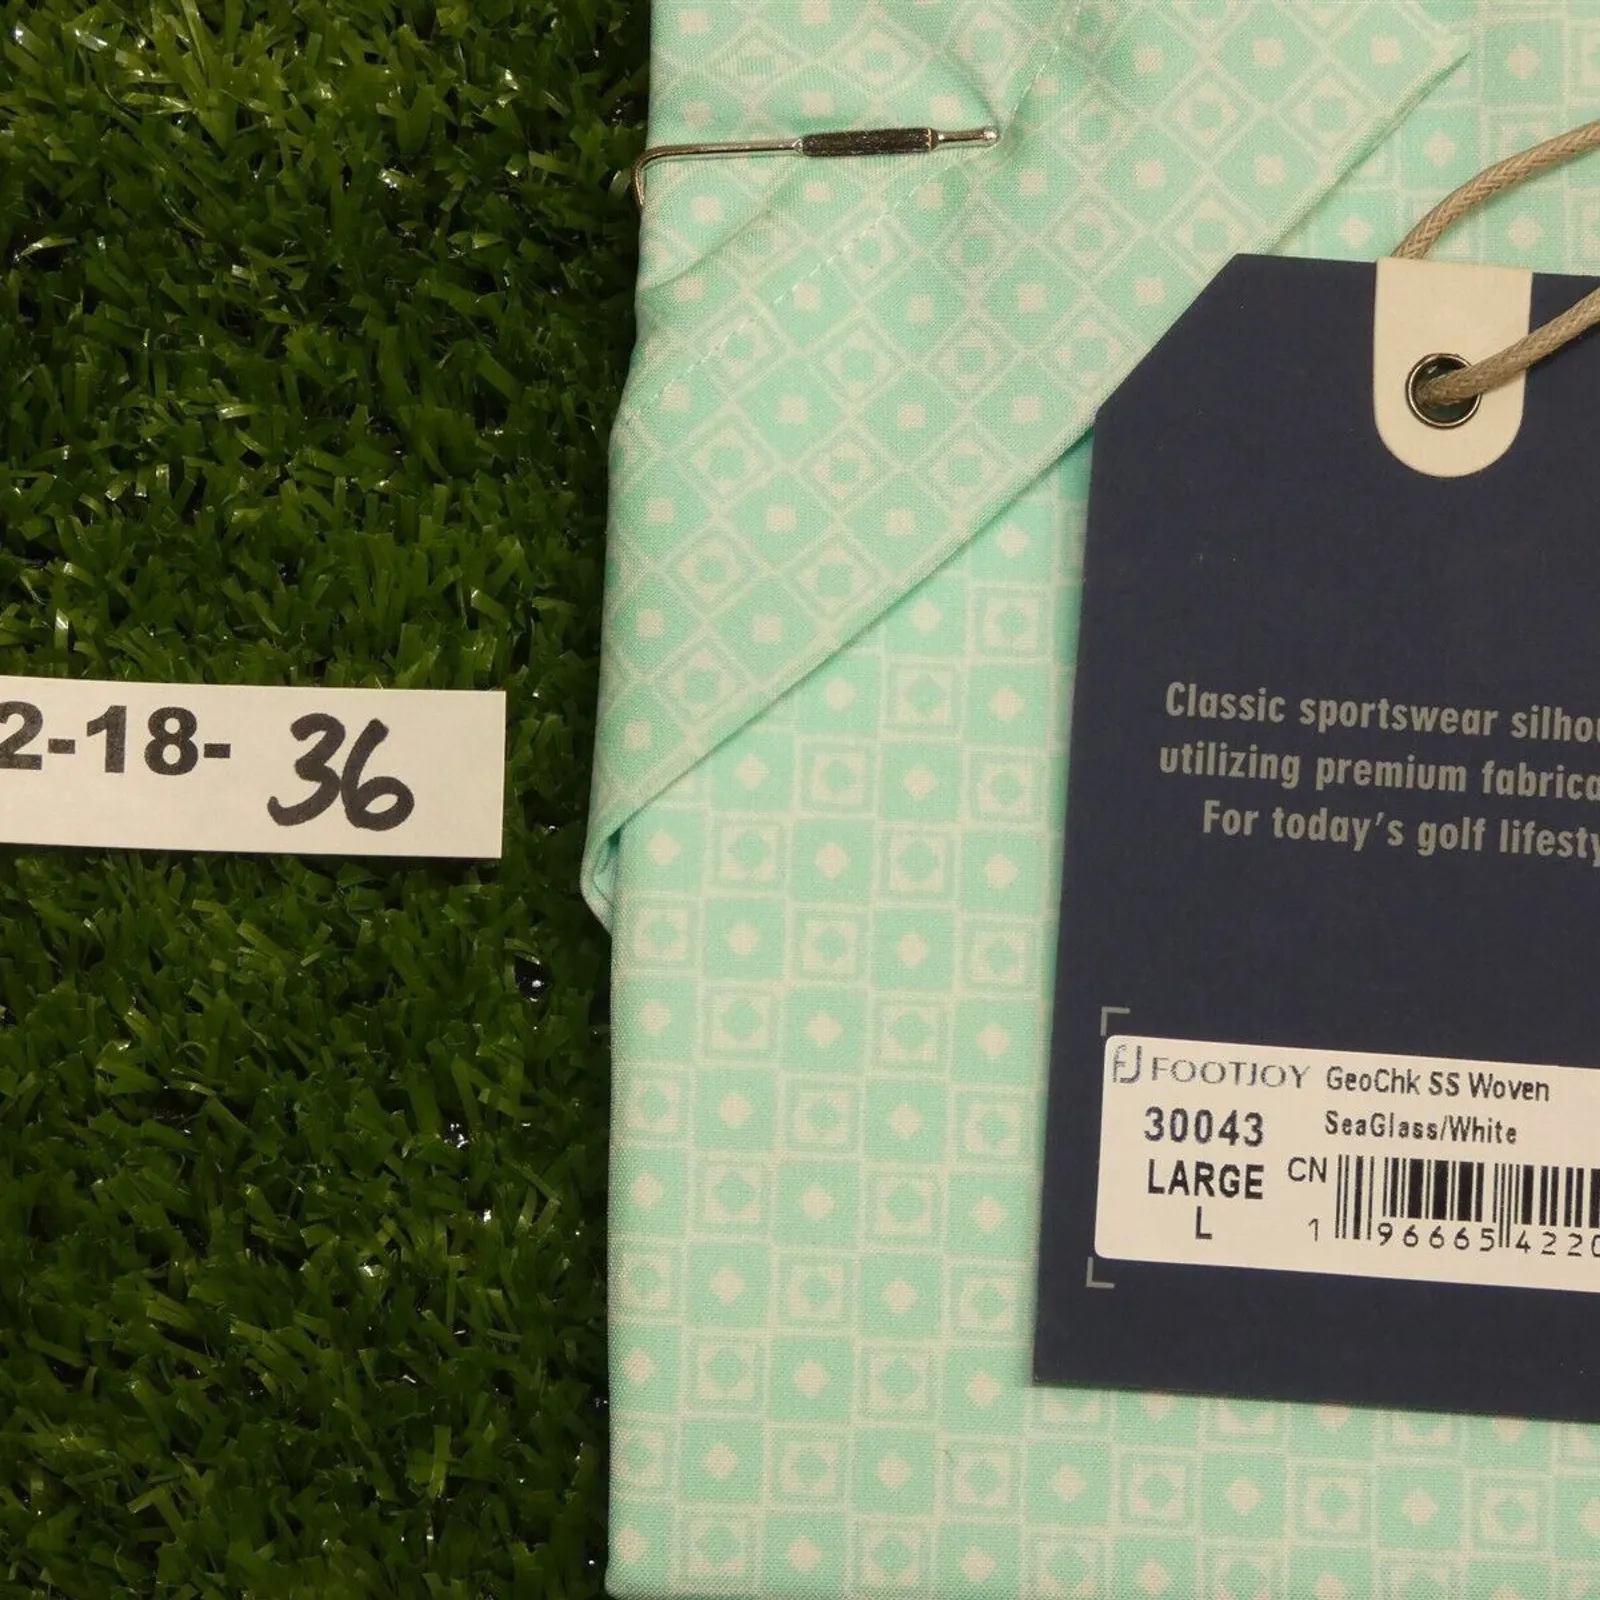 2-18-36
Classic sportswear silhou
utilizing premium fabrica
For today's golf lifesty
FJ FOOTJOY GeoChk SS Woven
30043 SeaGlass/White
LARGE CN
L 1 96665 4220